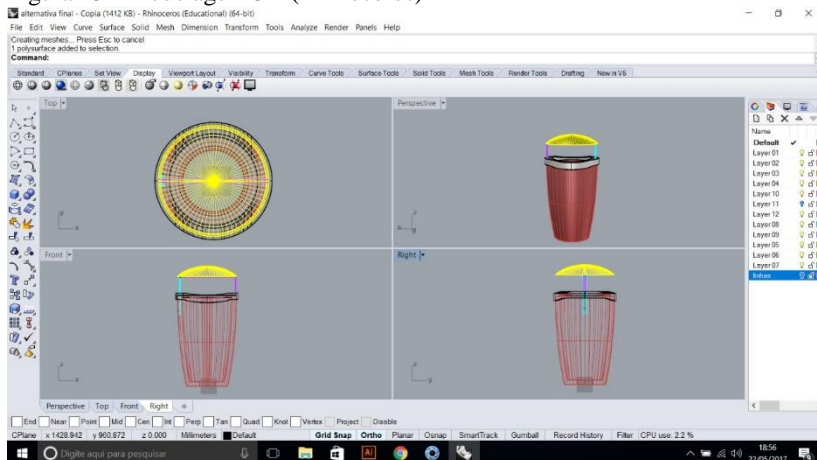 alternativa final - Copia (1412 KB) - Rhinoceros (Educational) (64-bit)
File Edit View Curve Surface Solid Mesh Dimension Transform Tools Analyze Render Panels Help
Creating meshes... Press Esc to cancel
1 polysurface added to selection.
Command:
Standard CPlanes Set View Display Viewport Layout Visibility Transform Curve Tools Surface Tools Solid Tools Mesh Tools Render Tools Drafting New in V5
Top
Perspective
Name
Default
Layer 01
Layer 02
Layer 03
Layer 04
Layer 10
Layer 11
Layer 12
Layer 08
Layer 09
Layer 05
Layer 06
Layer 07
linhas
y
x
z
y
Front
Right
z
x
z
y
Perspective Top Front Right
End Near Point Mid Cen Int Perp Tan Quad Knot Vertex Project Disable
CPlane x 1428.942 y 960.872 z 0.000 Millimeters Default Grid Snap Ortho Planar Osnap SmartTrack Gumball Record History Filter CPU use: 2.2 %
Digite aqui para pesquisar
18:56
22/05/2017